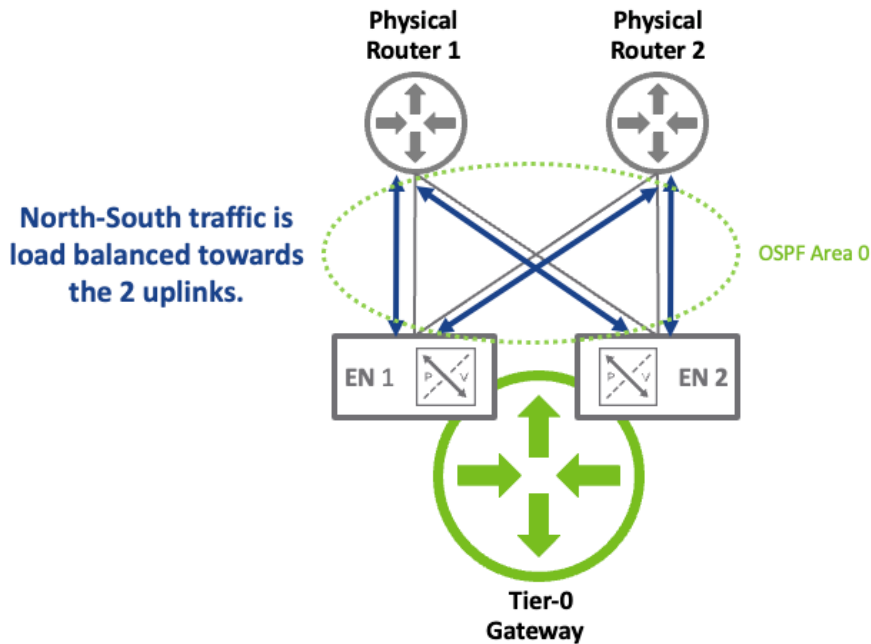 Physical
Router 1
Physical
Router 2
North-South traffic is
load balanced towards
the 2 uplinks.
OSPF Area 0
EN 1
P
V
P
V
EN 2
Tier-0
Gateway